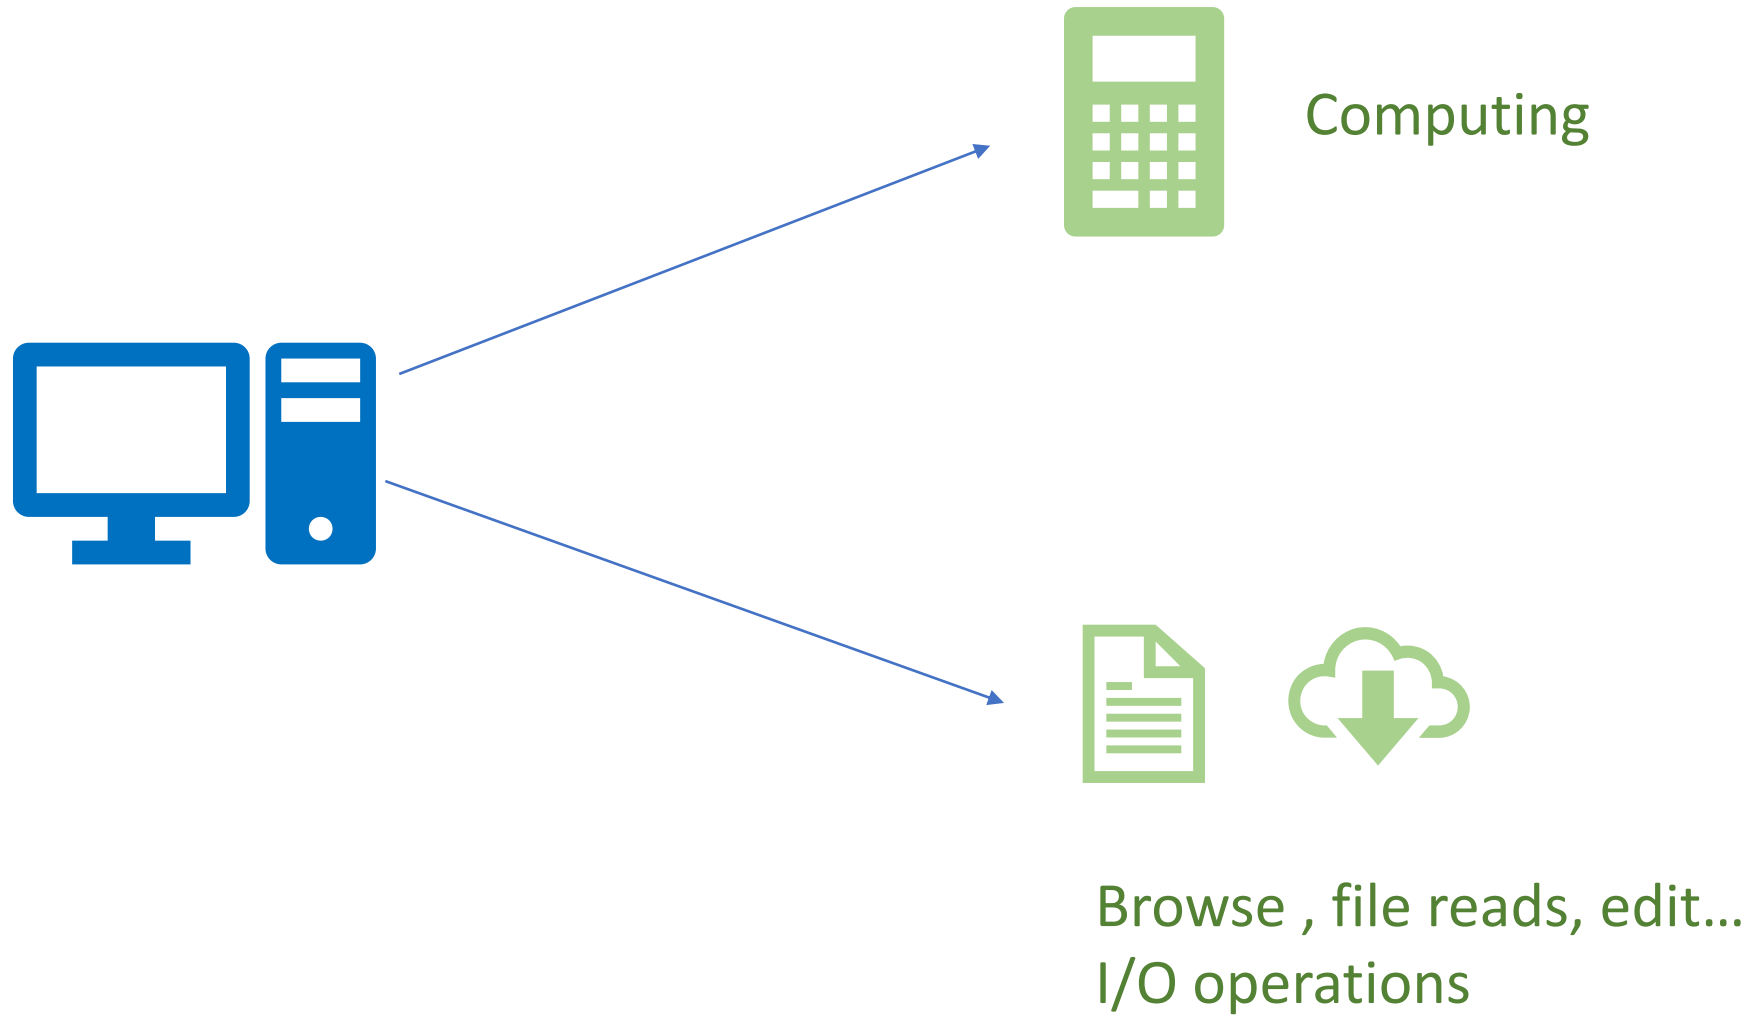 Computing
Browse , file reads, edit...
I/O operations